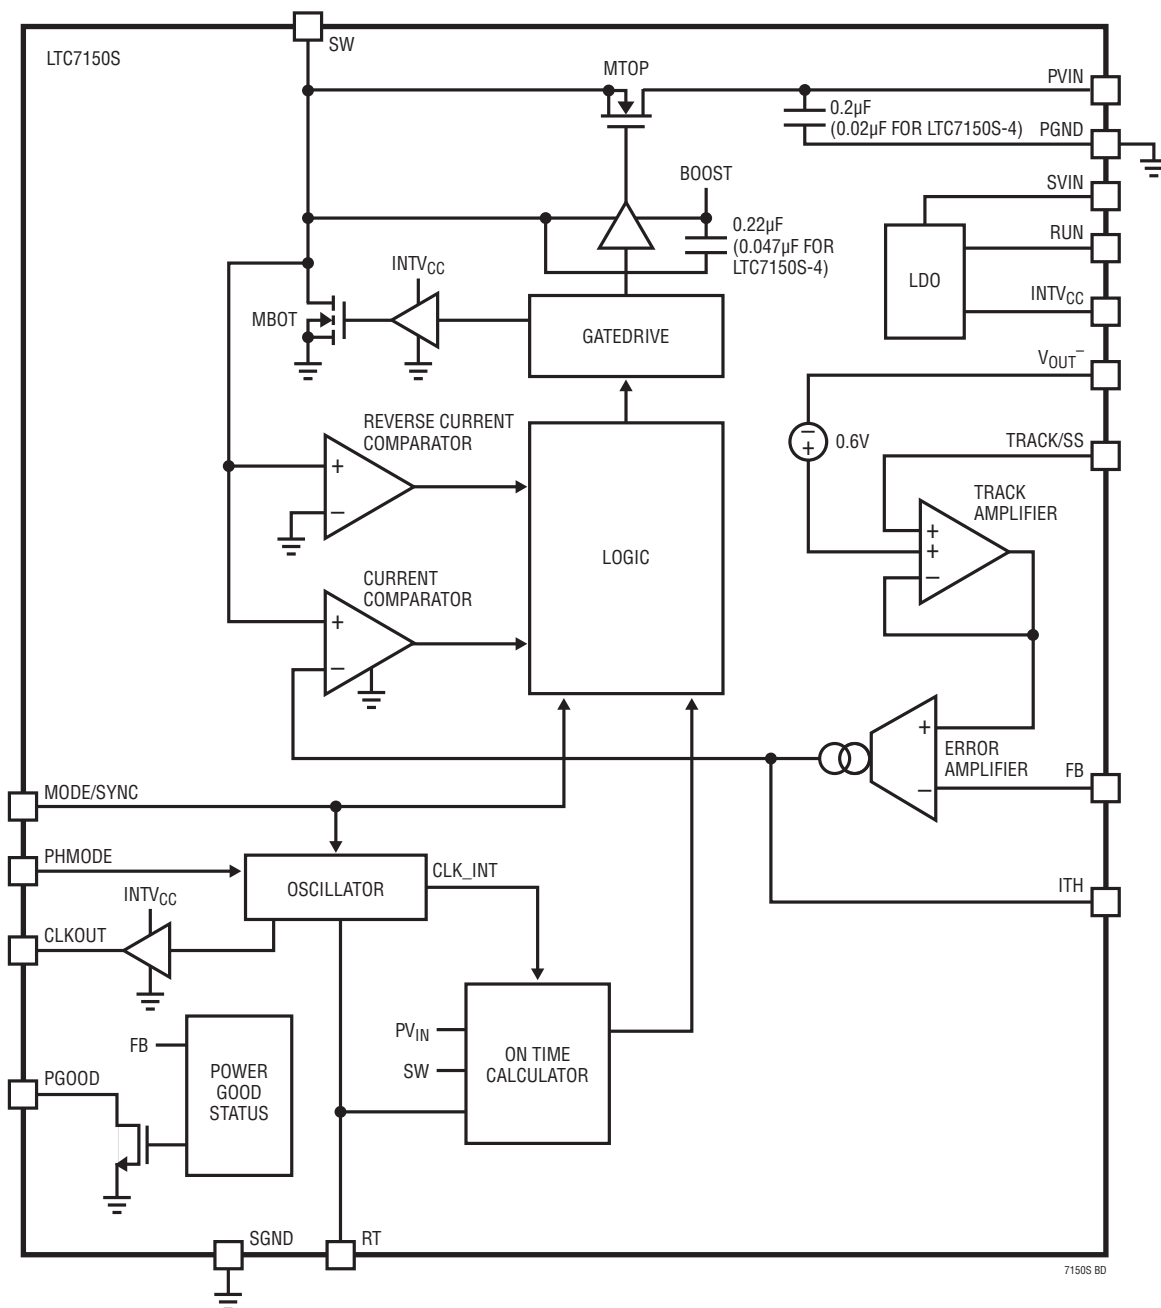 LTC7150S
SW
MTOP
PVIN
0.2µF
(0.02µF FOR LTC7150S-4)
PGND
BOOST
SVIN
0.22µF
(0.047µF FOR
LTC7150S-4)
RUN
LDO
INTVCC
INTVCC
MBOT
GATEDRIVE
VOUT–
REVERSE CURRENT
COMPARATOR
+
–
–
+
0.6V
TRACK/SS
TRACK
AMPLIFIER
+
+
–
LOGIC
CURRENT
COMPARATOR
+
–
+
–
ERROR
AMPLIFIER
FB
MODE/SYNC
PHMODE
OSCILLATOR
CLK_INT
ITH
INTVCC
CLKOUT
PVIN
SW
ON TIME
CALCULATOR
FB
POWER
GOOD
STATUS
PGOOD
SGND
RT
7150S BD